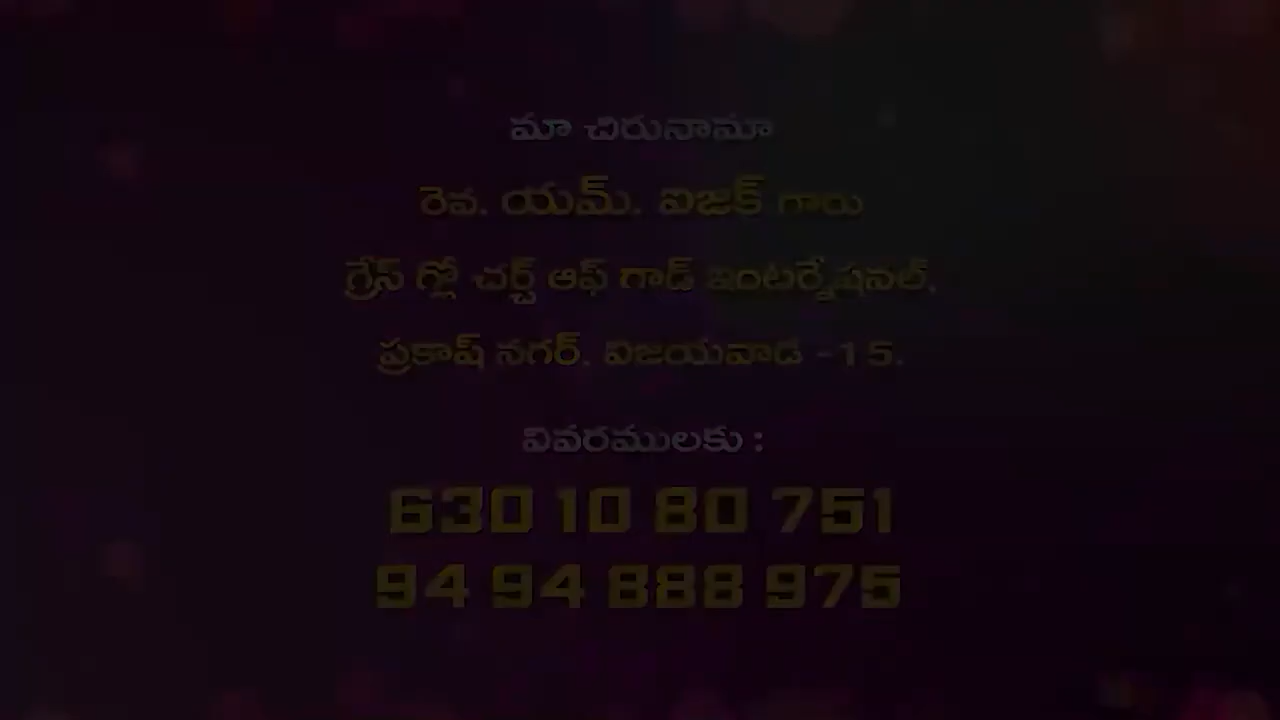 మా చిరునామా
రెవ. యమ్. ఐజక్ గారు
గ్రేస్ గ్లో చర్చ్ ఆఫ్ గాడ్ ఇంటర్నేషనల్,
ప్రకాష్ నగర్, విజయవాడ -15.
వివరములకు :
630 10 80 751
94 94 888 975